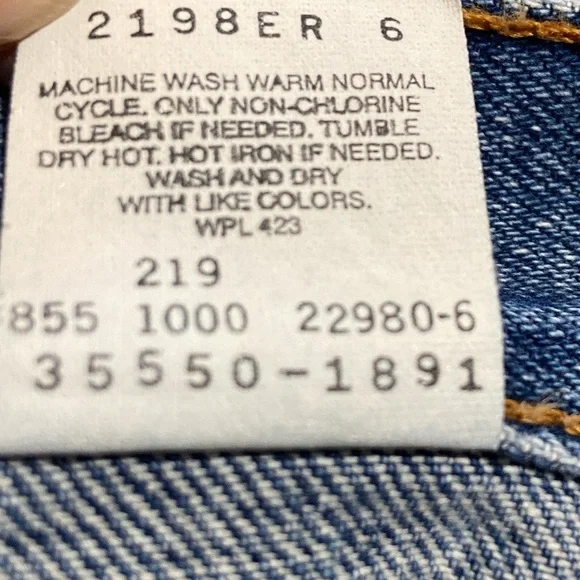 2198ER 6
MACHINE WASH WARM NORMAL
CYCLE. ONLY NON-CHLORINE
BLEACH IF NEEDED. TUMBLE
DRY HOT. HOT IRON IF NEEDED.
WASH AND DRY
WITH LIKE COLORS.
WPL 423
219
855 1000 22980-6
35550-1891